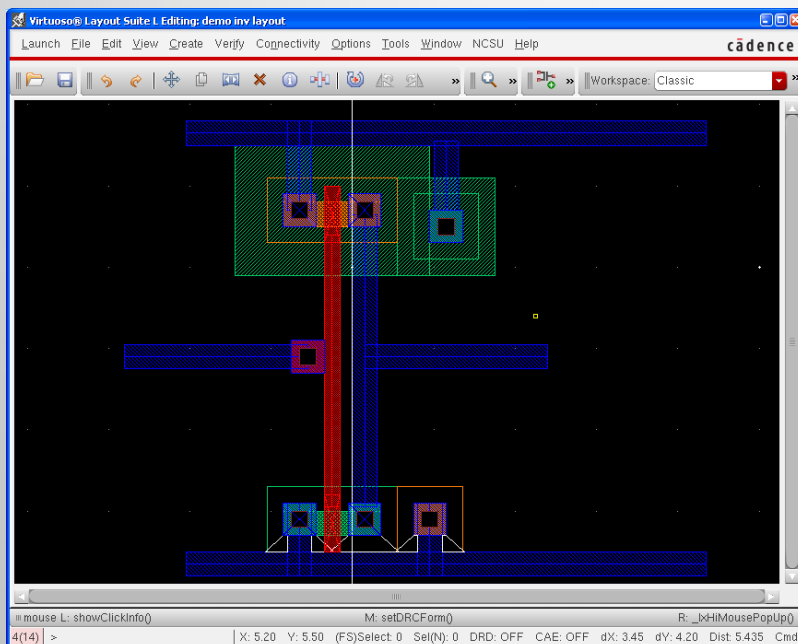 Virtuoso® Layout Suite L Editing: demo inv layout
Launch File Edit View Create Verify Connectivity Options Tools Window NCSU Help cādence
» » » Workspace: Classic »
mouse L: showClickInfo() M: setDRCForm() R: _lxHiMousePopUp()
4(14) > X: 5.20 Y: 5.50 (FS)Select: 0 Sel(N): 0 DRD: OFF CAE: OFF dX: 3.45 dY: 4.20 Dist: 5.435 Cmd